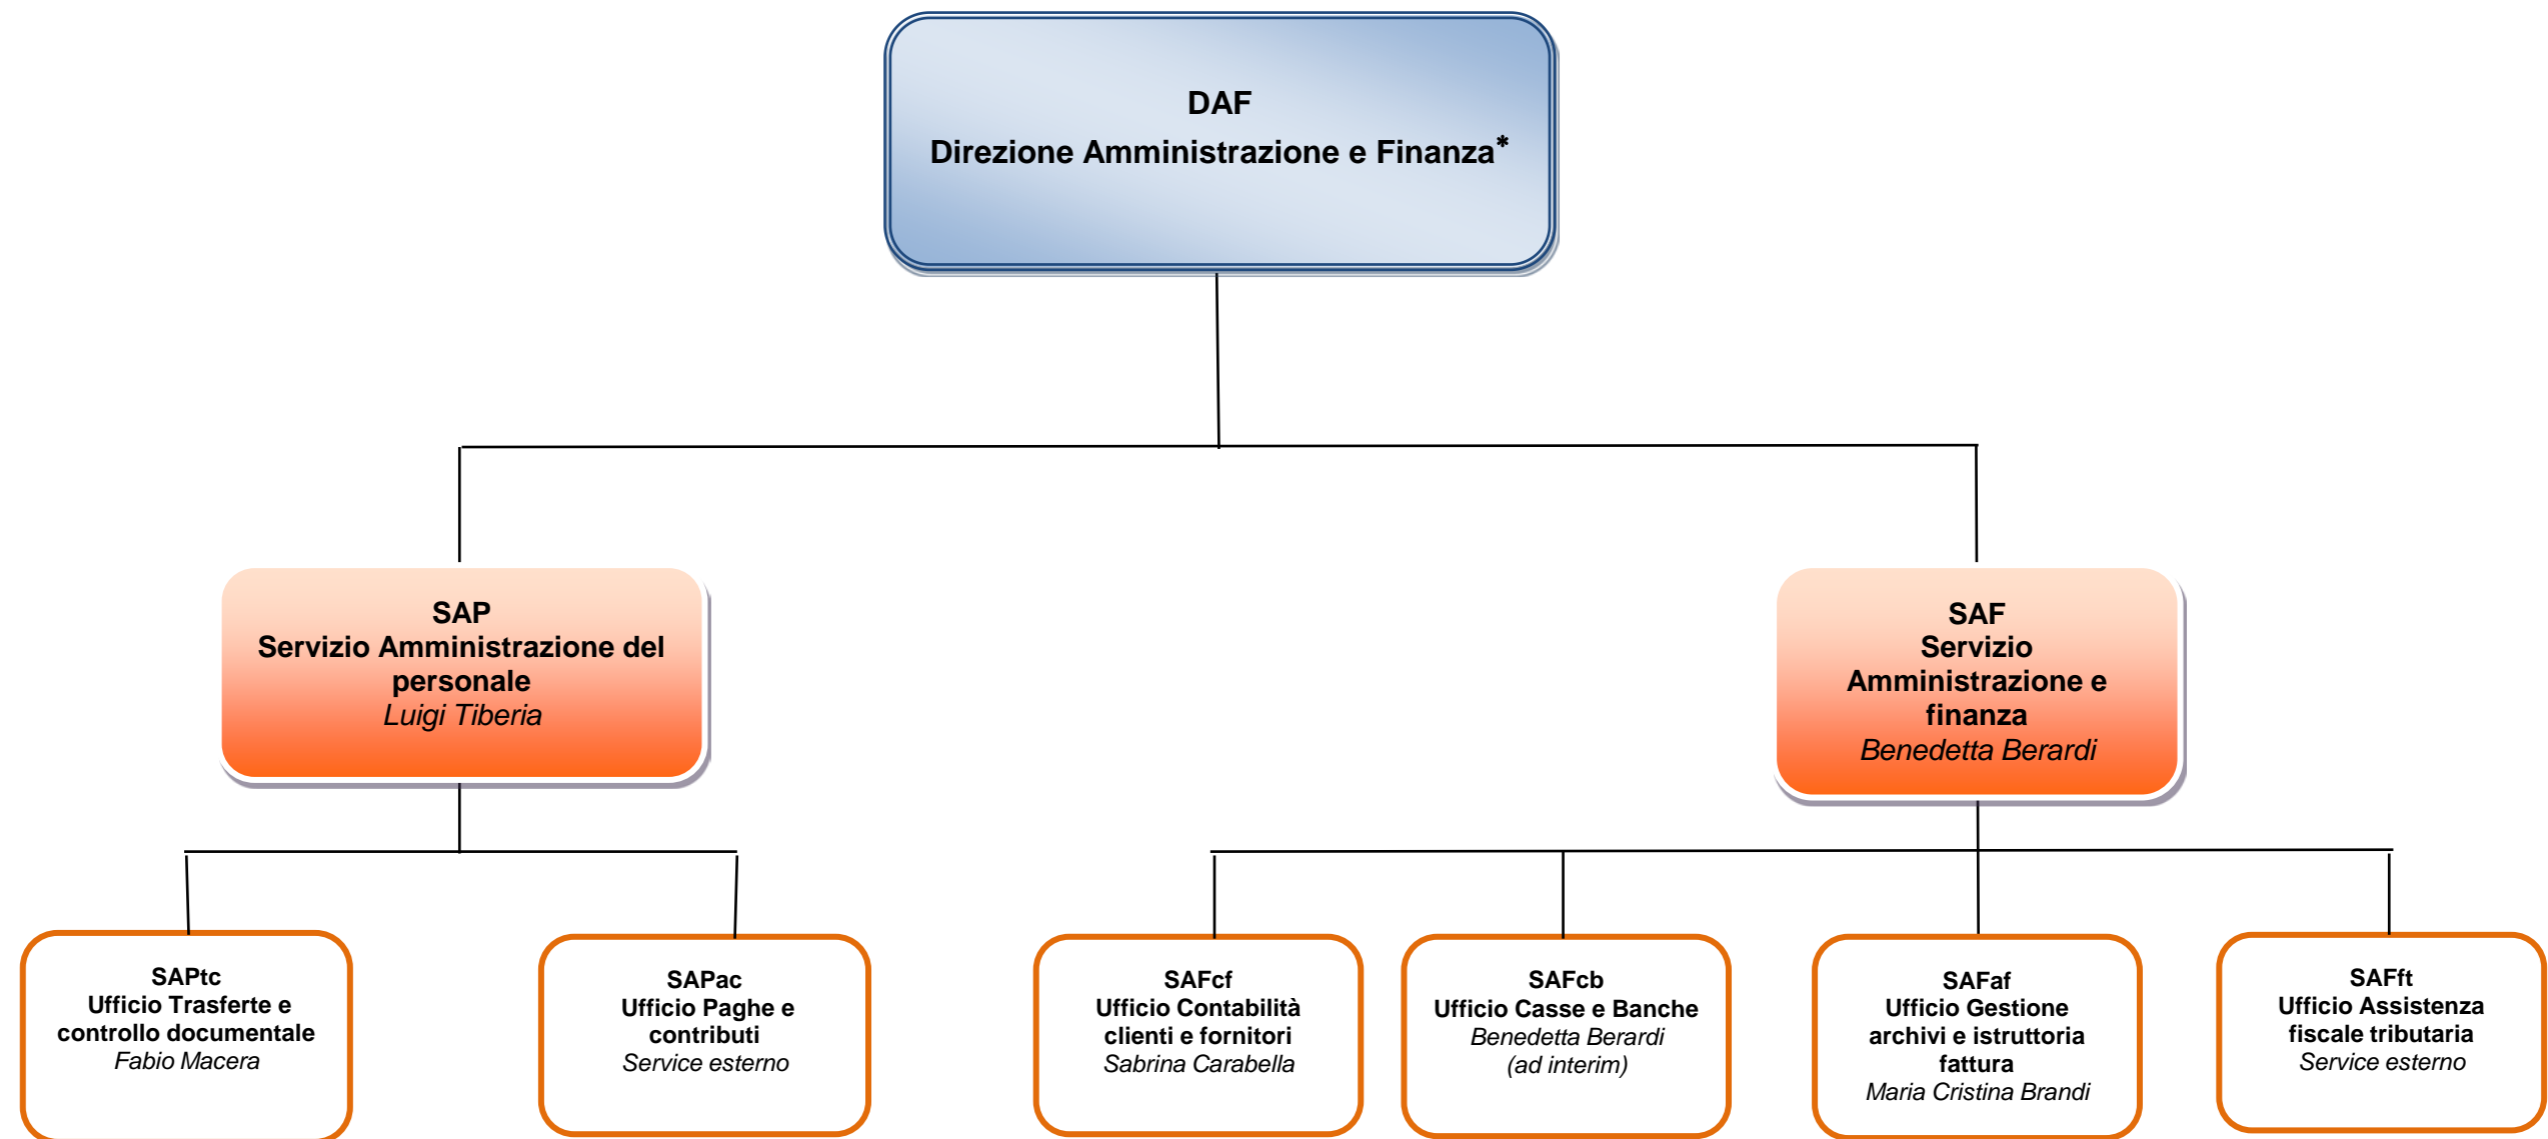 DAF
Direzione Amministrazione e Finanza*
SAP
Servizio Amministrazione del
personale
Luigi Tiberia
SAF
Servizio
Amministrazione e
finanza
Benedetta Berardi
SAPtc
Ufficio Trasferte e
controllo documentale
Fabio Macera
SAPac
Ufficio Paghe e
contributi
Service esterno
SAFcf
Ufficio Contabilità
clienti e fornitori
Sabrina Carabella
SAFcb
Ufficio Casse e Banche
Benedetta Berardi
(ad interim)
SAFaf
Ufficio Gestione
archivi e istruttoria
fattura
Maria Cristina Brandi
SAFft
Ufficio Assistenza
fiscale tributaria
Service esterno